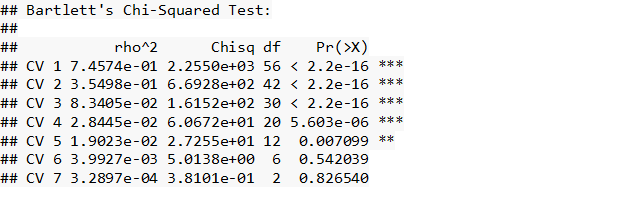 ## Bartlett's Chi-Squared Test:
##
##          rho^2      Chisq df    Pr(>X)
## CV 1 7.4574e-01 2.2550e+03 56 < 2.2e-16 ***
## CV 2 3.5498e-01 6.6928e+02 42 < 2.2e-16 ***
## CV 3 8.3405e-02 1.6152e+02 30 < 2.2e-16 ***
## CV 4 2.8445e-02 6.0672e+01 20 5.603e-06 ***
## CV 5 1.9023e-02 2.7255e+01 12  0.007099 **
## CV 6 3.9927e-03 5.0138e+00  6  0.542039
## CV 7 3.2897e-04 3.8101e-01  2  0.826540